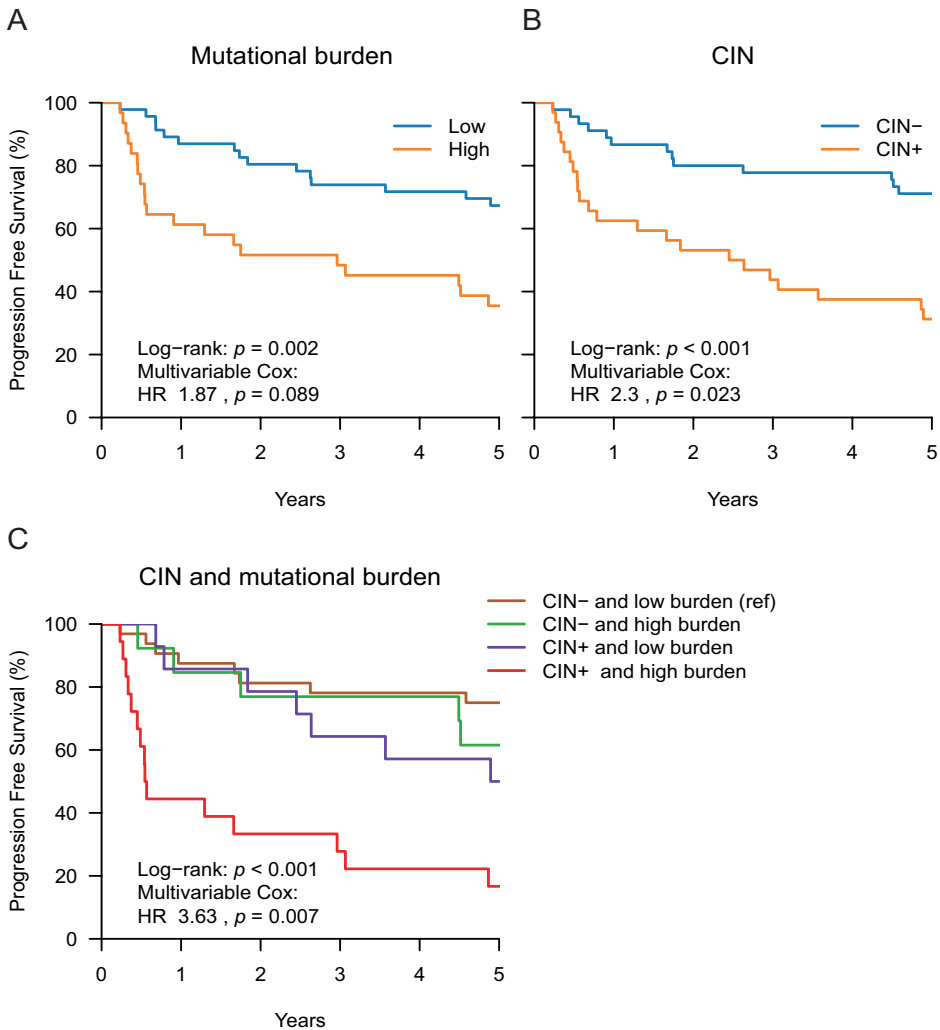 A
Mutational burden
Progression Free Survival (%)
100
80
60
40
20
0
Low
High
Log−rank: p = 0.002
Multivariable Cox:
HR 1.87 , p = 0.089
0 1 2 3 4 5
Years
B
CIN
100
80
60
40
20
0
CIN−
CIN+
Log−rank: p < 0.001
Multivariable Cox:
HR 2.3 , p = 0.023
0 1 2 3 4 5
Years
C
CIN and mutational burden
Progression Free Survival (%)
100
80
60
40
20
0
CIN− and low burden (ref)
CIN− and high burden
CIN+ and low burden
CIN+ and high burden
Log−rank: p < 0.001
Multivariable Cox:
HR 3.63 , p = 0.007
0 1 2 3 4 5
Years